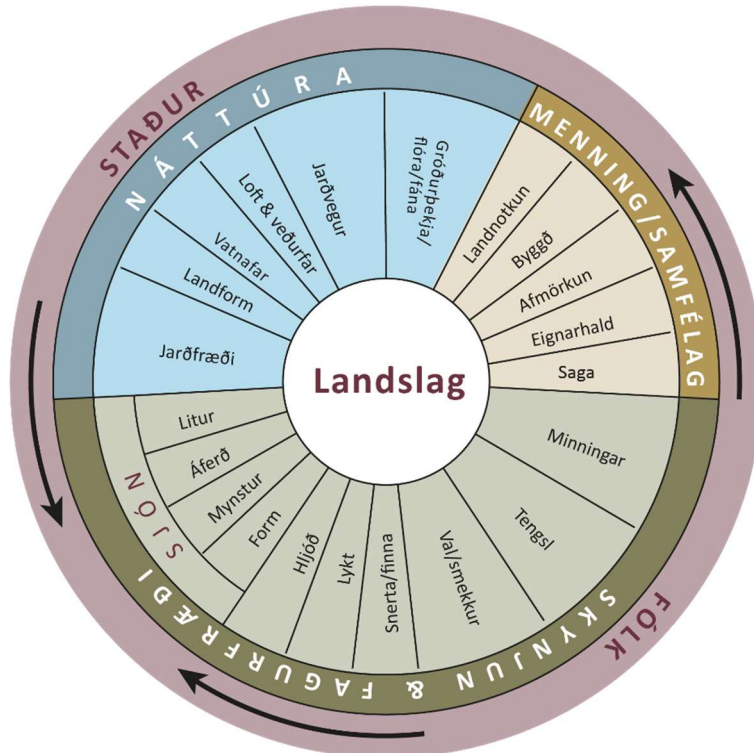 STAÐUR
NÁTTÚRA
Jarðfræði
Landform
Vatnafar
Loft & veðurfar
Jarðvegur
Gróðurþekja/
flóra/fána
MENNING/SAMFÉLAG
Landnotkun
Byggð
Afmörkun
Eignarhald
Saga
Landslag
FÓLK
SKYNJUN & FAGURFRÆÐI
Minningar
Tengsl
Val/smekkur
Snerta/finna
Lykt
Hljóð
SJÓN
Form
Mynstur
Áferð
Litur